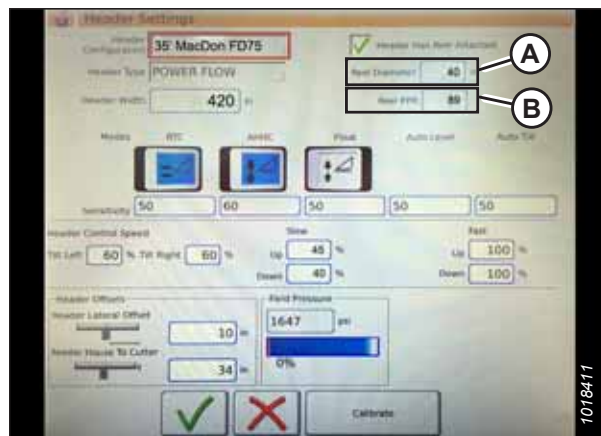 Header Settings
Header Configuration 35' MacDon FD75
Header Has Reel Attached
A
Header Type POWER FLOW
Reel Diameter 40 in
Header Width 420 in
Reel PPR 89
B
Modes RTC AHHC Float Auto Level Auto Tilt
Sensitivity 50 60 50 50 50
Header Control Speed
Slow
Fast
Tilt Left 60 % Tilt Right 60 %
Up 45 %
Up 100 %
Down 40 %
Down 100 %
Header Offsets
Header Lateral Offset
10 in
Header House To Cutter
34 in
Field Pressure
1647 psi
0%
Calibrate
1018411